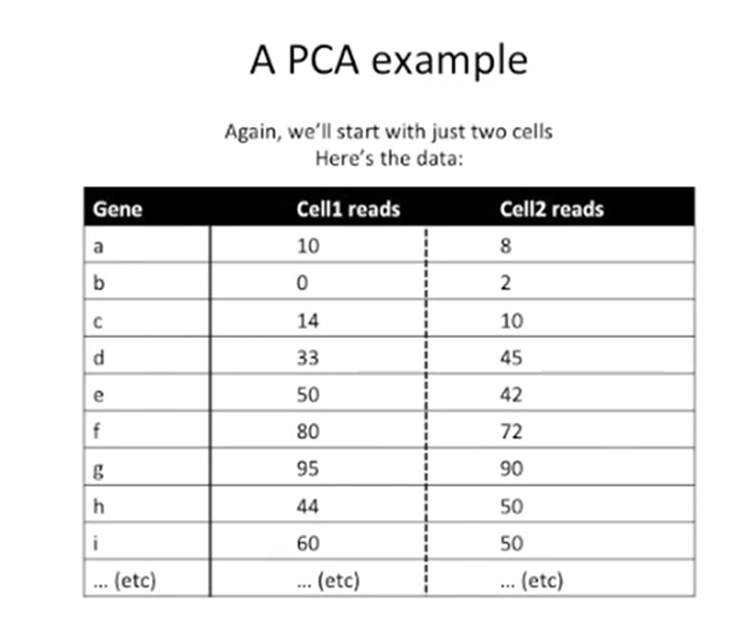 A PCA example
Again, we'll start with just two cells
Here's the data:
Gene Cell1 reads Cell2 reads
a 10 8
b 0 2
c 14 10
d 33 45
e 50 42
f 80 72
g 95 90
h 44 50
i 60 50
... (etc) ... (etc) ... (etc)